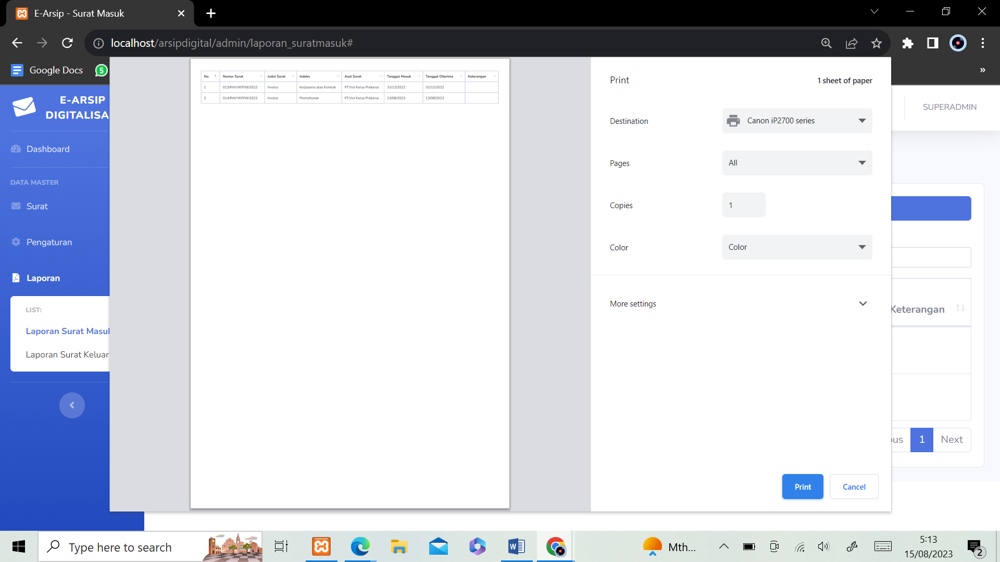 E-Arsip - Surat Masuk
localhost/arsipdigital/admin/laporan_suratmasuk#
Google Docs
5
»
E-ARSIP
DIGITALISA
Dashboard
DATA MASTER
Surat
Pengaturan
Laporan
LIST:
Laporan Surat Masuk
Laporan Surat Keluar
No. Nomor Surat Judul Surat Indeks Asal Surat Tanggal Masuk Tanggal Diterima Keterangan
1 013/INV/VKP/XII/2022 Invoice Kerjasama atau Kontrak PT.Visi Karya Prakarsa 31/12/2022 31/12/2022
2 014/INV/VKP/XII/2023 Invoice Permohonan PT.Visi Karya Prakarsa 13/08/2023 13/08/2023
Print
1 sheet of paper
Destination
Canon iP2700 series
Pages
All
Copies
1
Color
Color
More settings
Print
Cancel
SUPERADMIN
Keterangan
ous
1
Next
Type here to search
Mth...
5:13
15/08/2023
2